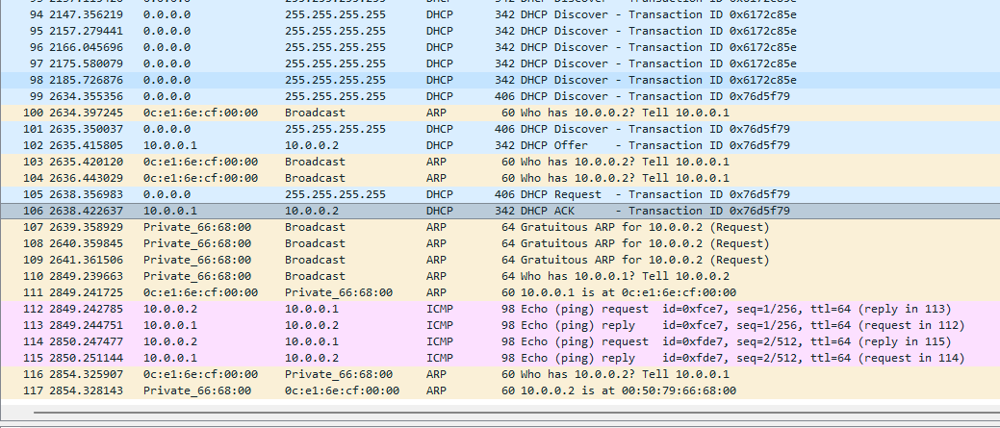 94 2147.356219 0.0.0.0 255.255.255.255 DHCP 342 DHCP Discover - Transaction ID 0x6172c85e
95 2157.279441 0.0.0.0 255.255.255.255 DHCP 342 DHCP Discover - Transaction ID 0x6172c85e
96 2166.045696 0.0.0.0 255.255.255.255 DHCP 342 DHCP Discover - Transaction ID 0x6172c85e
97 2175.580079 0.0.0.0 255.255.255.255 DHCP 342 DHCP Discover - Transaction ID 0x6172c85e
98 2185.726876 0.0.0.0 255.255.255.255 DHCP 342 DHCP Discover - Transaction ID 0x6172c85e
99 2634.355356 0.0.0.0 255.255.255.255 DHCP 406 DHCP Discover - Transaction ID 0x76d5f79
100 2634.397245 0c:e1:6e:cf:00:00 Broadcast ARP 60 Who has 10.0.0.2? Tell 10.0.0.1
101 2635.350037 0.0.0.0 255.255.255.255 DHCP 406 DHCP Discover - Transaction ID 0x76d5f79
102 2635.415805 10.0.0.1 10.0.0.2 DHCP 342 DHCP Offer - Transaction ID 0x76d5f79
103 2635.420120 0c:e1:6e:cf:00:00 Broadcast ARP 60 Who has 10.0.0.2? Tell 10.0.0.1
104 2636.443029 0c:e1:6e:cf:00:00 Broadcast ARP 60 Who has 10.0.0.2? Tell 10.0.0.1
105 2638.356983 0.0.0.0 255.255.255.255 DHCP 406 DHCP Request - Transaction ID 0x76d5f79
106 2638.422637 10.0.0.1 10.0.0.2 DHCP 342 DHCP ACK - Transaction ID 0x76d5f79
107 2639.358929 Private_66:68:00 Broadcast ARP 64 Gratuitous ARP for 10.0.0.2 (Request)
108 2640.359845 Private_66:68:00 Broadcast ARP 64 Gratuitous ARP for 10.0.0.2 (Request)
109 2641.361506 Private_66:68:00 Broadcast ARP 64 Gratuitous ARP for 10.0.0.2 (Request)
110 2849.239663 Private_66:68:00 Broadcast ARP 64 Who has 10.0.0.1? Tell 10.0.0.2
111 2849.241725 0c:e1:6e:cf:00:00 Private_66:68:00 ARP 60 10.0.0.1 is at 0c:e1:6e:cf:00:00
112 2849.242785 10.0.0.2 10.0.0.1 ICMP 98 Echo (ping) request id=0xfce7, seq=1/256, ttl=64 (reply in 113)
113 2849.244751 10.0.0.1 10.0.0.2 ICMP 98 Echo (ping) reply id=0xfce7, seq=1/256, ttl=64 (request in 112)
114 2850.247477 10.0.0.2 10.0.0.1 ICMP 98 Echo (ping) request id=0xfde7, seq=2/512, ttl=64 (reply in 115)
115 2850.251144 10.0.0.1 10.0.0.2 ICMP 98 Echo (ping) reply id=0xfde7, seq=2/512, ttl=64 (request in 114)
116 2854.325907 0c:e1:6e:cf:00:00 Private_66:68:00 ARP 60 Who has 10.0.0.2? Tell 10.0.0.1
117 2854.328143 Private_66:68:00 0c:e1:6e:cf:00:00 ARP 60 10.0.0.2 is at 00:50:79:66:68:00